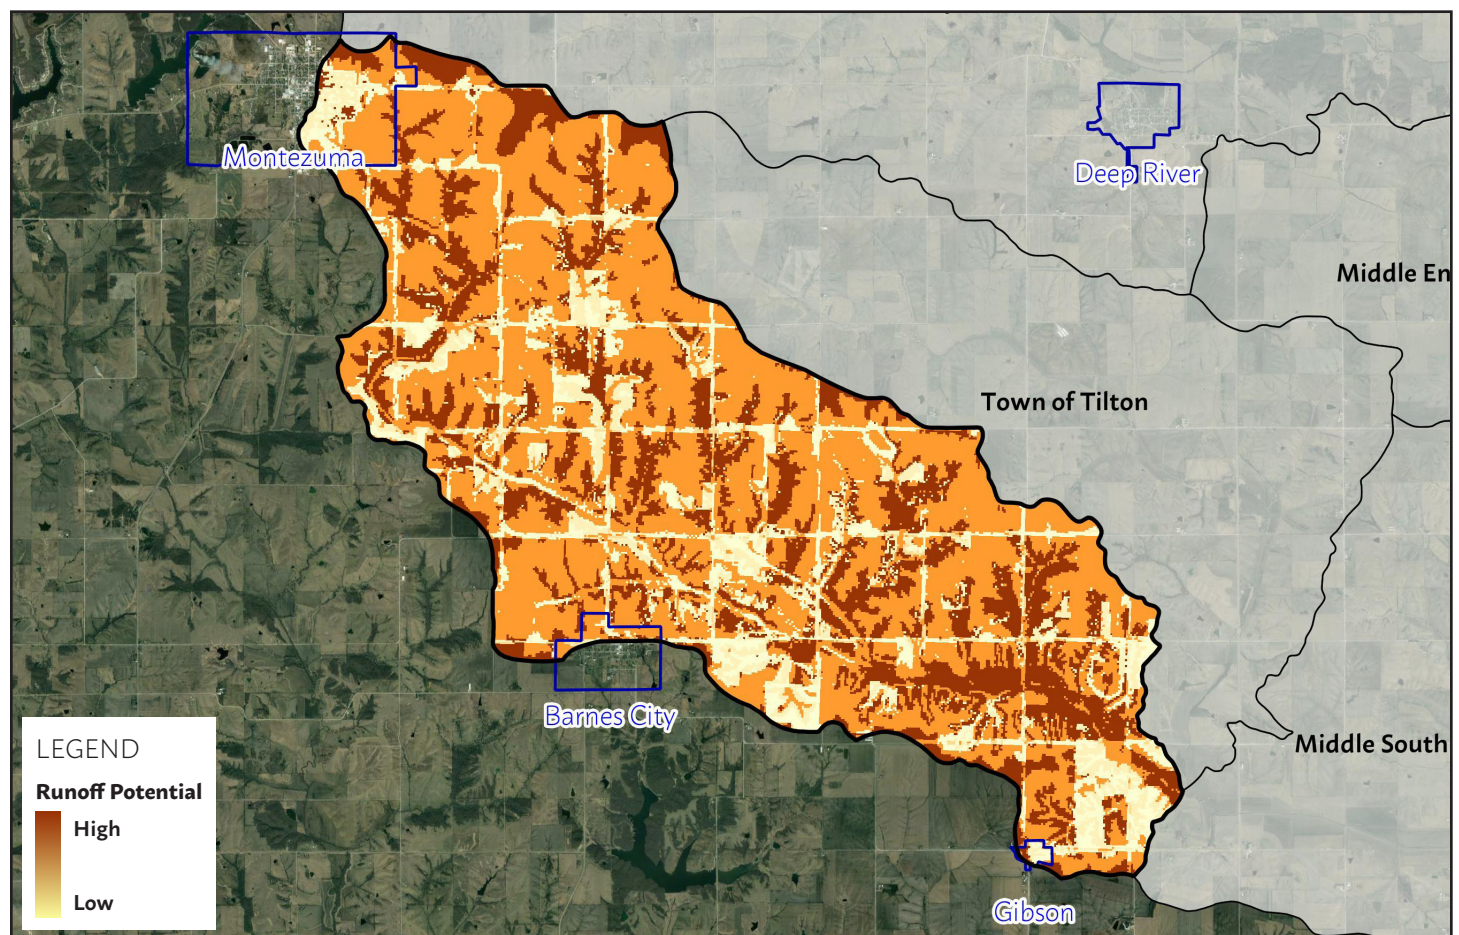 Montezuma
Deep River
Middle En
Town of Tilton
Barnes City
Middle South
Gibson
LEGEND
Runoff Potential
High
Low